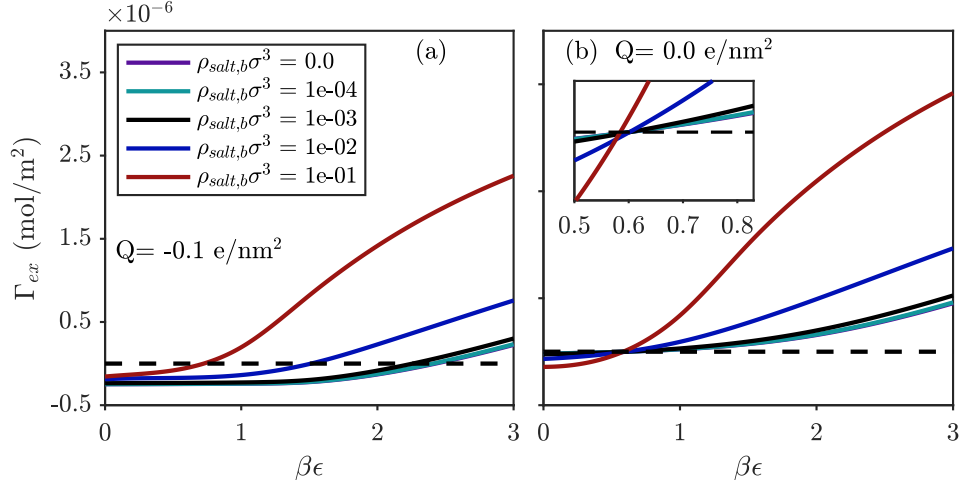 ×10⁻⁶
(a)
ρsalt,bσ³ = 0.0
ρsalt,bσ³ = 1e-04
ρsalt,bσ³ = 1e-03
ρsalt,bσ³ = 1e-02
ρsalt,bσ³ = 1e-01
Q= -0.1 e/nm²
Γex (mol/m²)
3.5
2.5
1.5
0.5
-0.5
0 1 2 3
βϵ
(b) Q= 0.0 e/nm²
0.5 0.6 0.7 0.8
0 1 2 3
βϵ